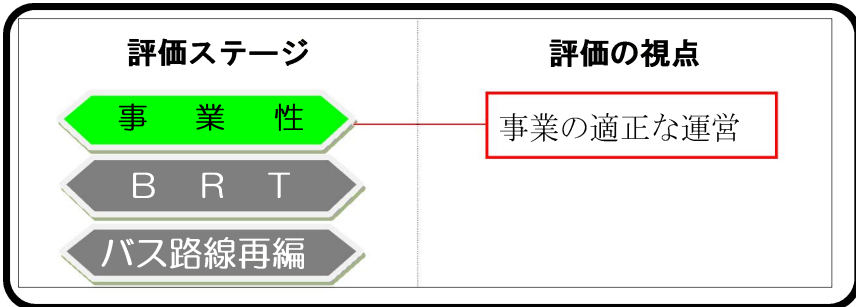 評価ステージ
評価の視点
事業性
事業の適正な運営
BRT
バス路線再編